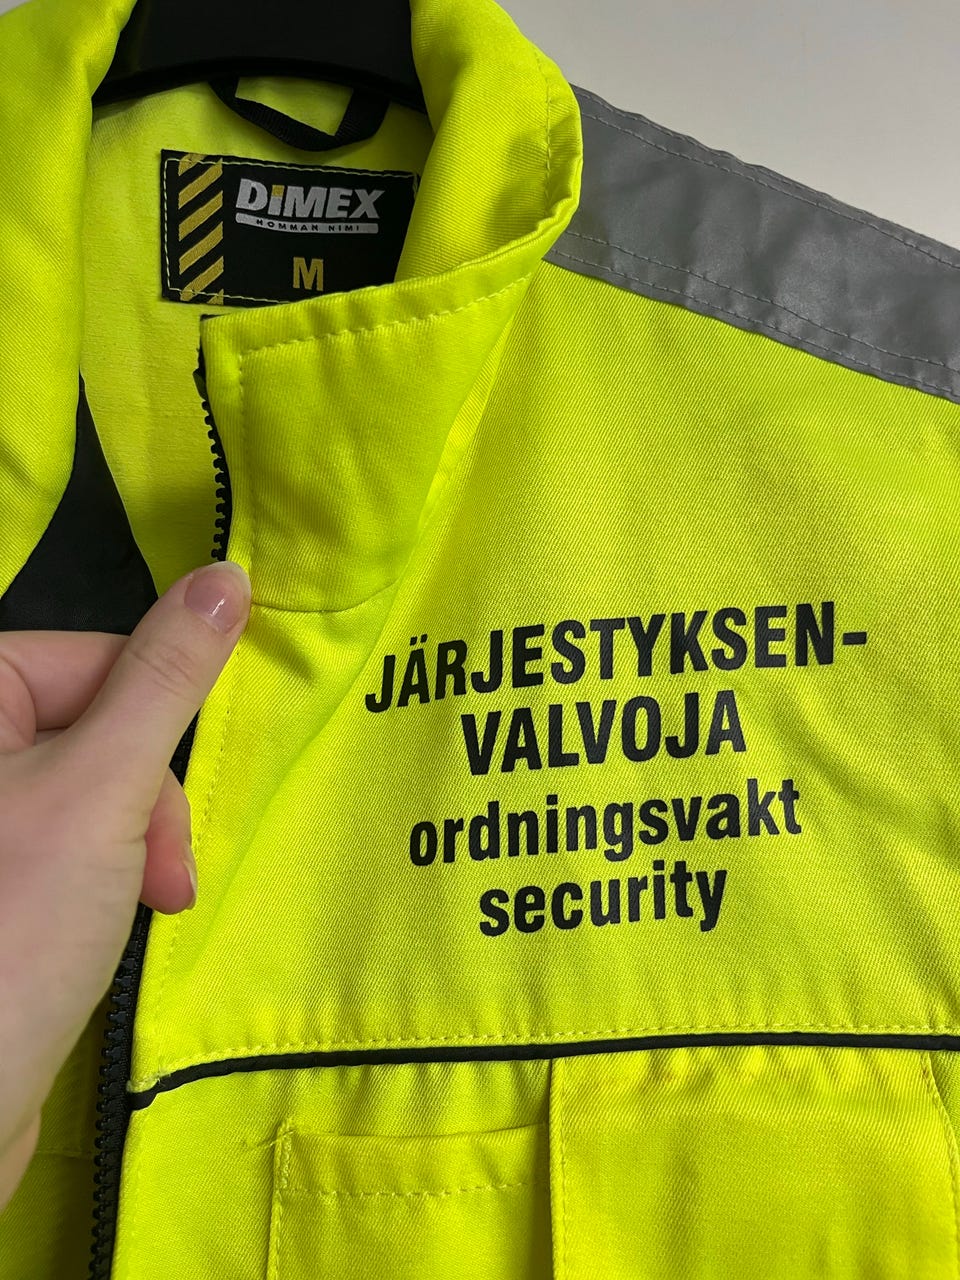 DIMEX
HOMMAN NIMI
M
JÄRJESTYKSEN-
VALVOJA
ordningsvakt
security